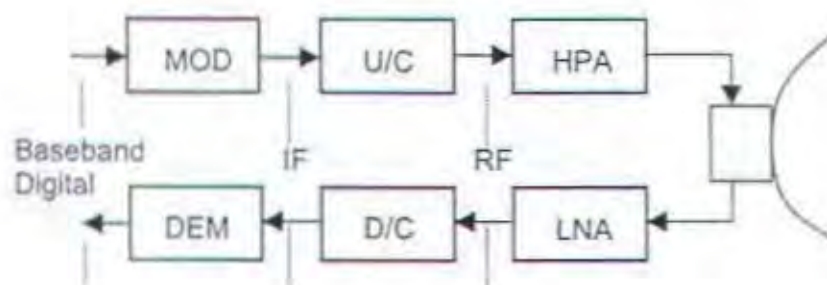 MOD
U/C
HPA
Baseband
Digital
IF
RF
DEM
D/C
LNA